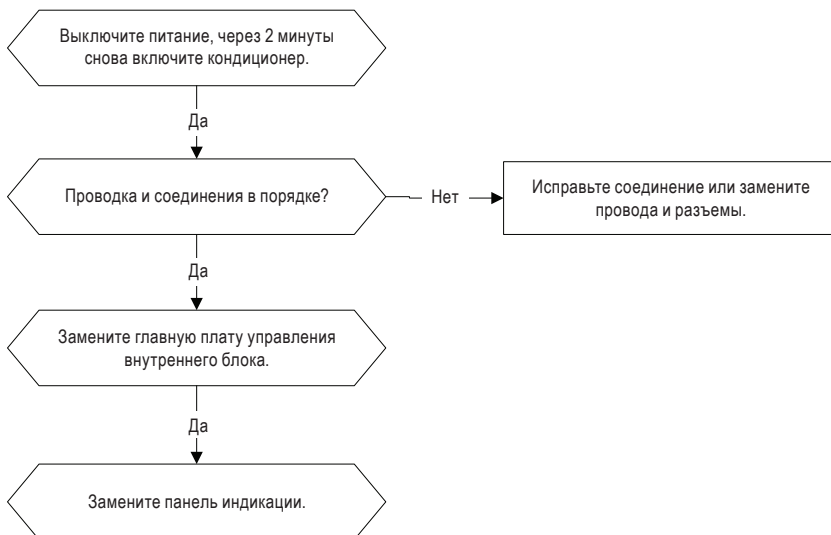 Выключите питание, через 2 минуты
снова включите кондиционер.
Да
Проводка и соединения в порядке?
Нет
Исправьте соединение или замените
провода и разъемы.
Да
Замените главную плату управления
внутреннего блока.
Да
Замените панель индикации.